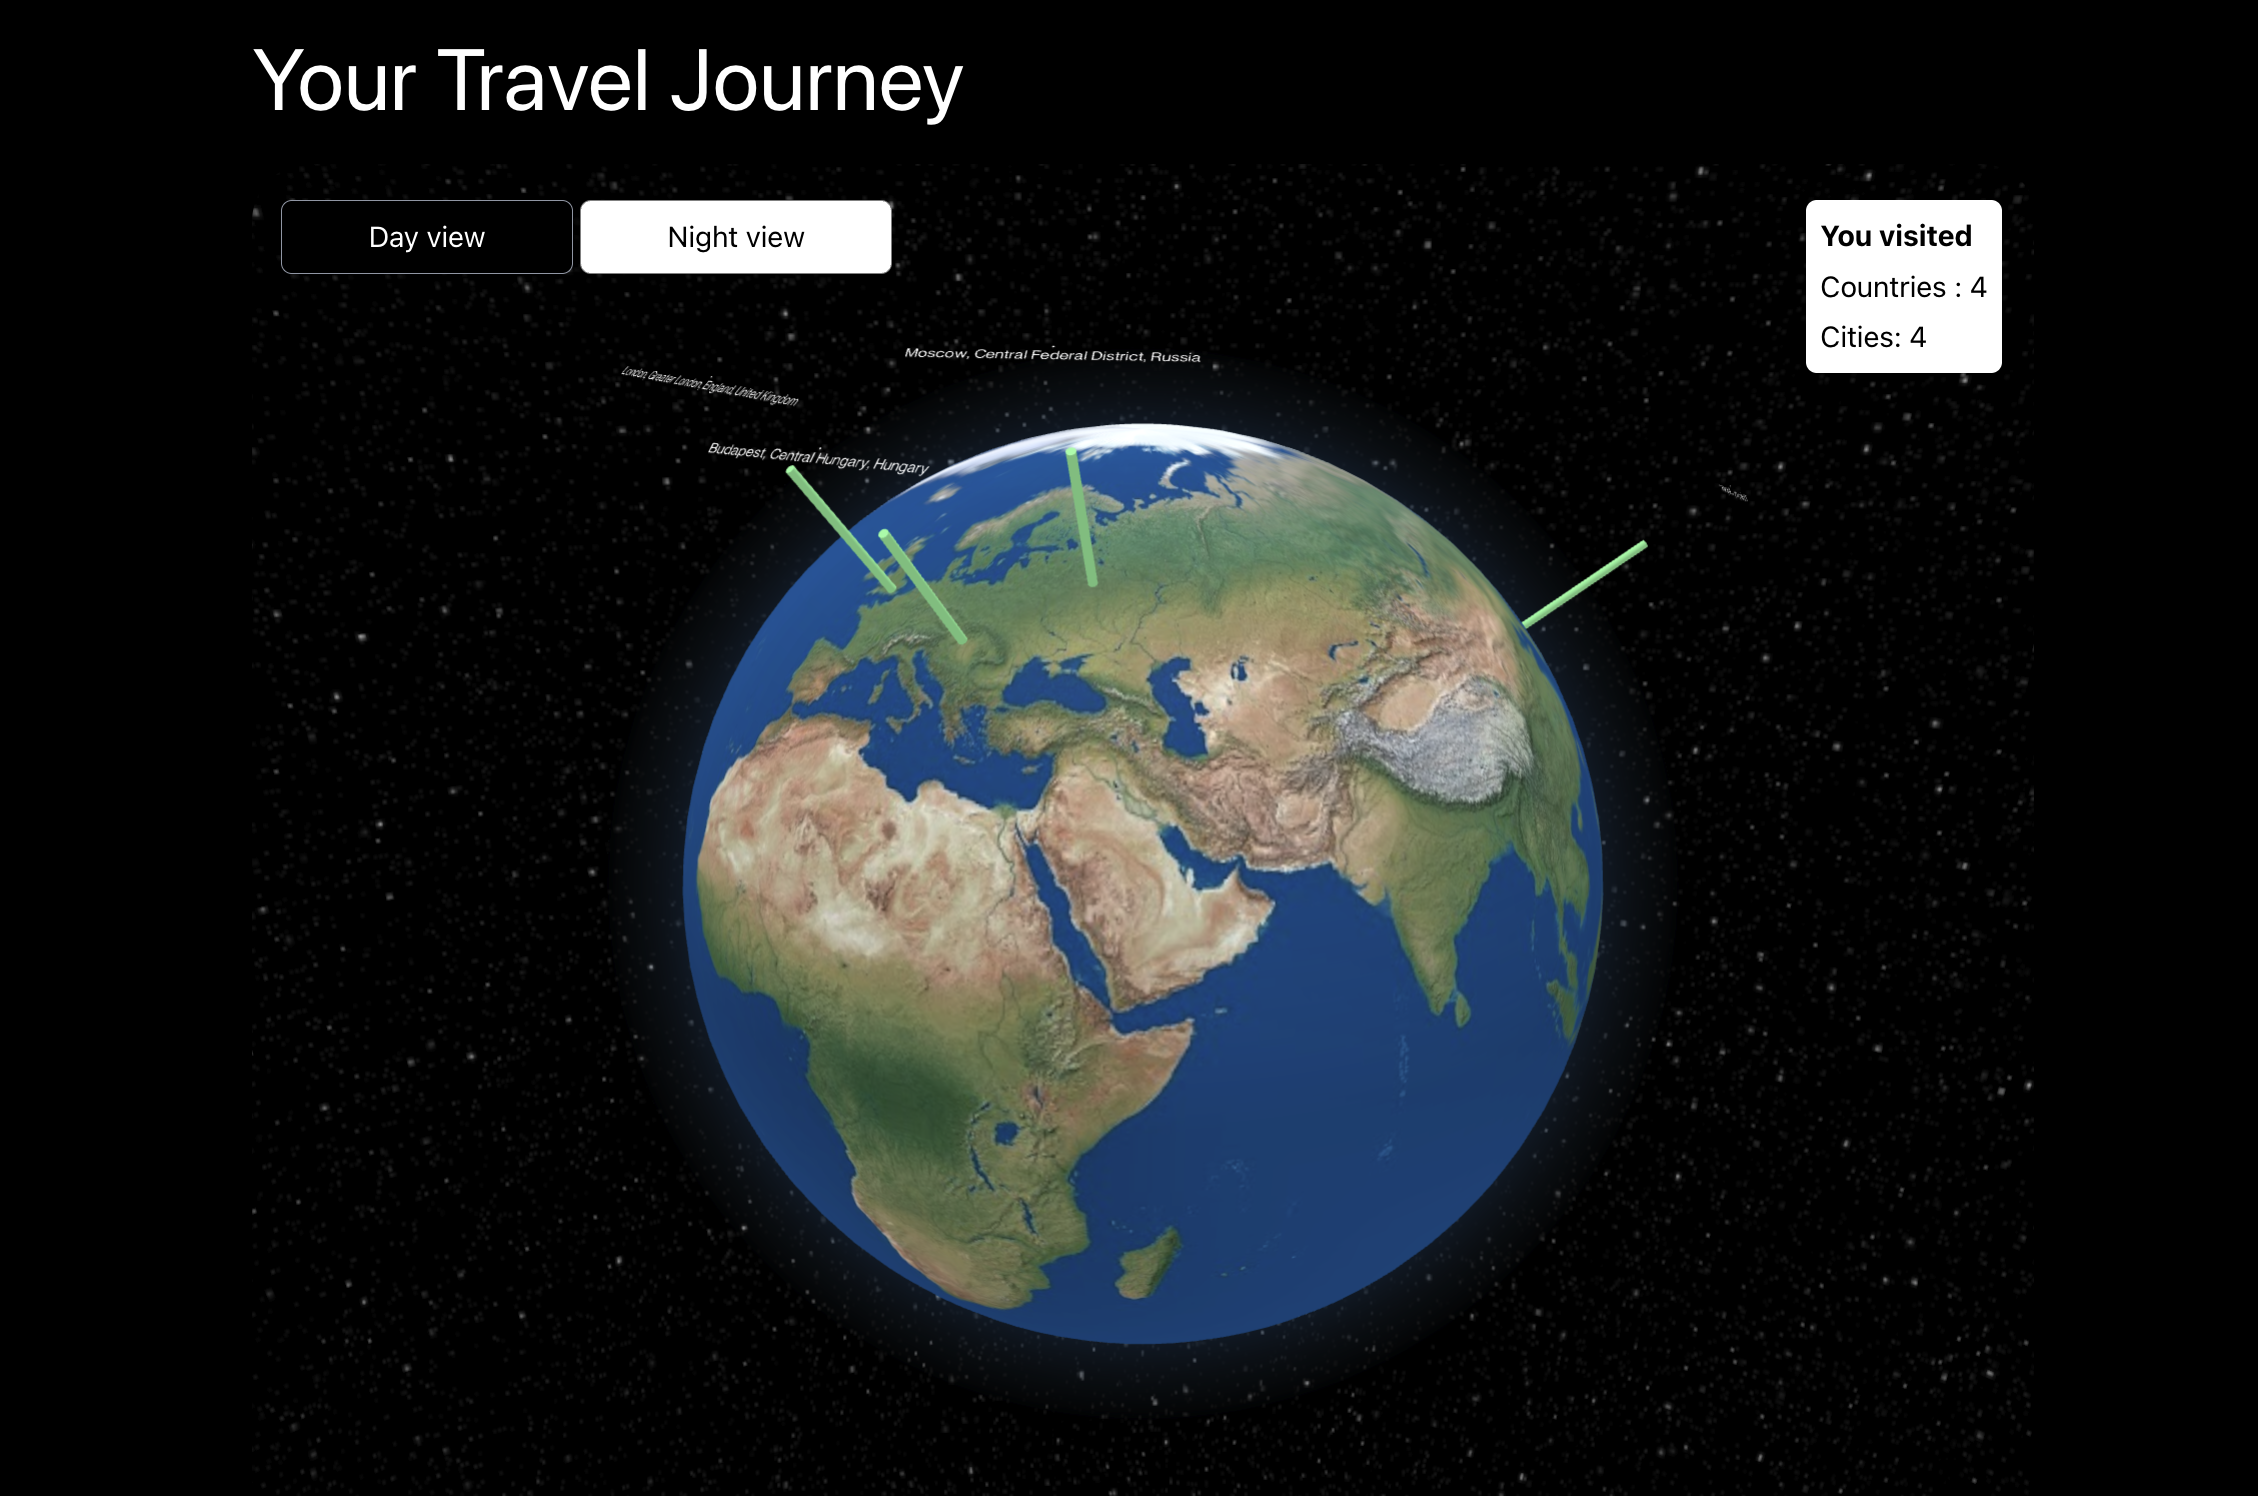 Your Travel Journey
Day view
Night view
You visited
Countries : 4
Cities: 4
Moscow, Central Federal District, Russia
London, Greater London, England, United Kingdom
Budapest, Central Hungary, Hungary